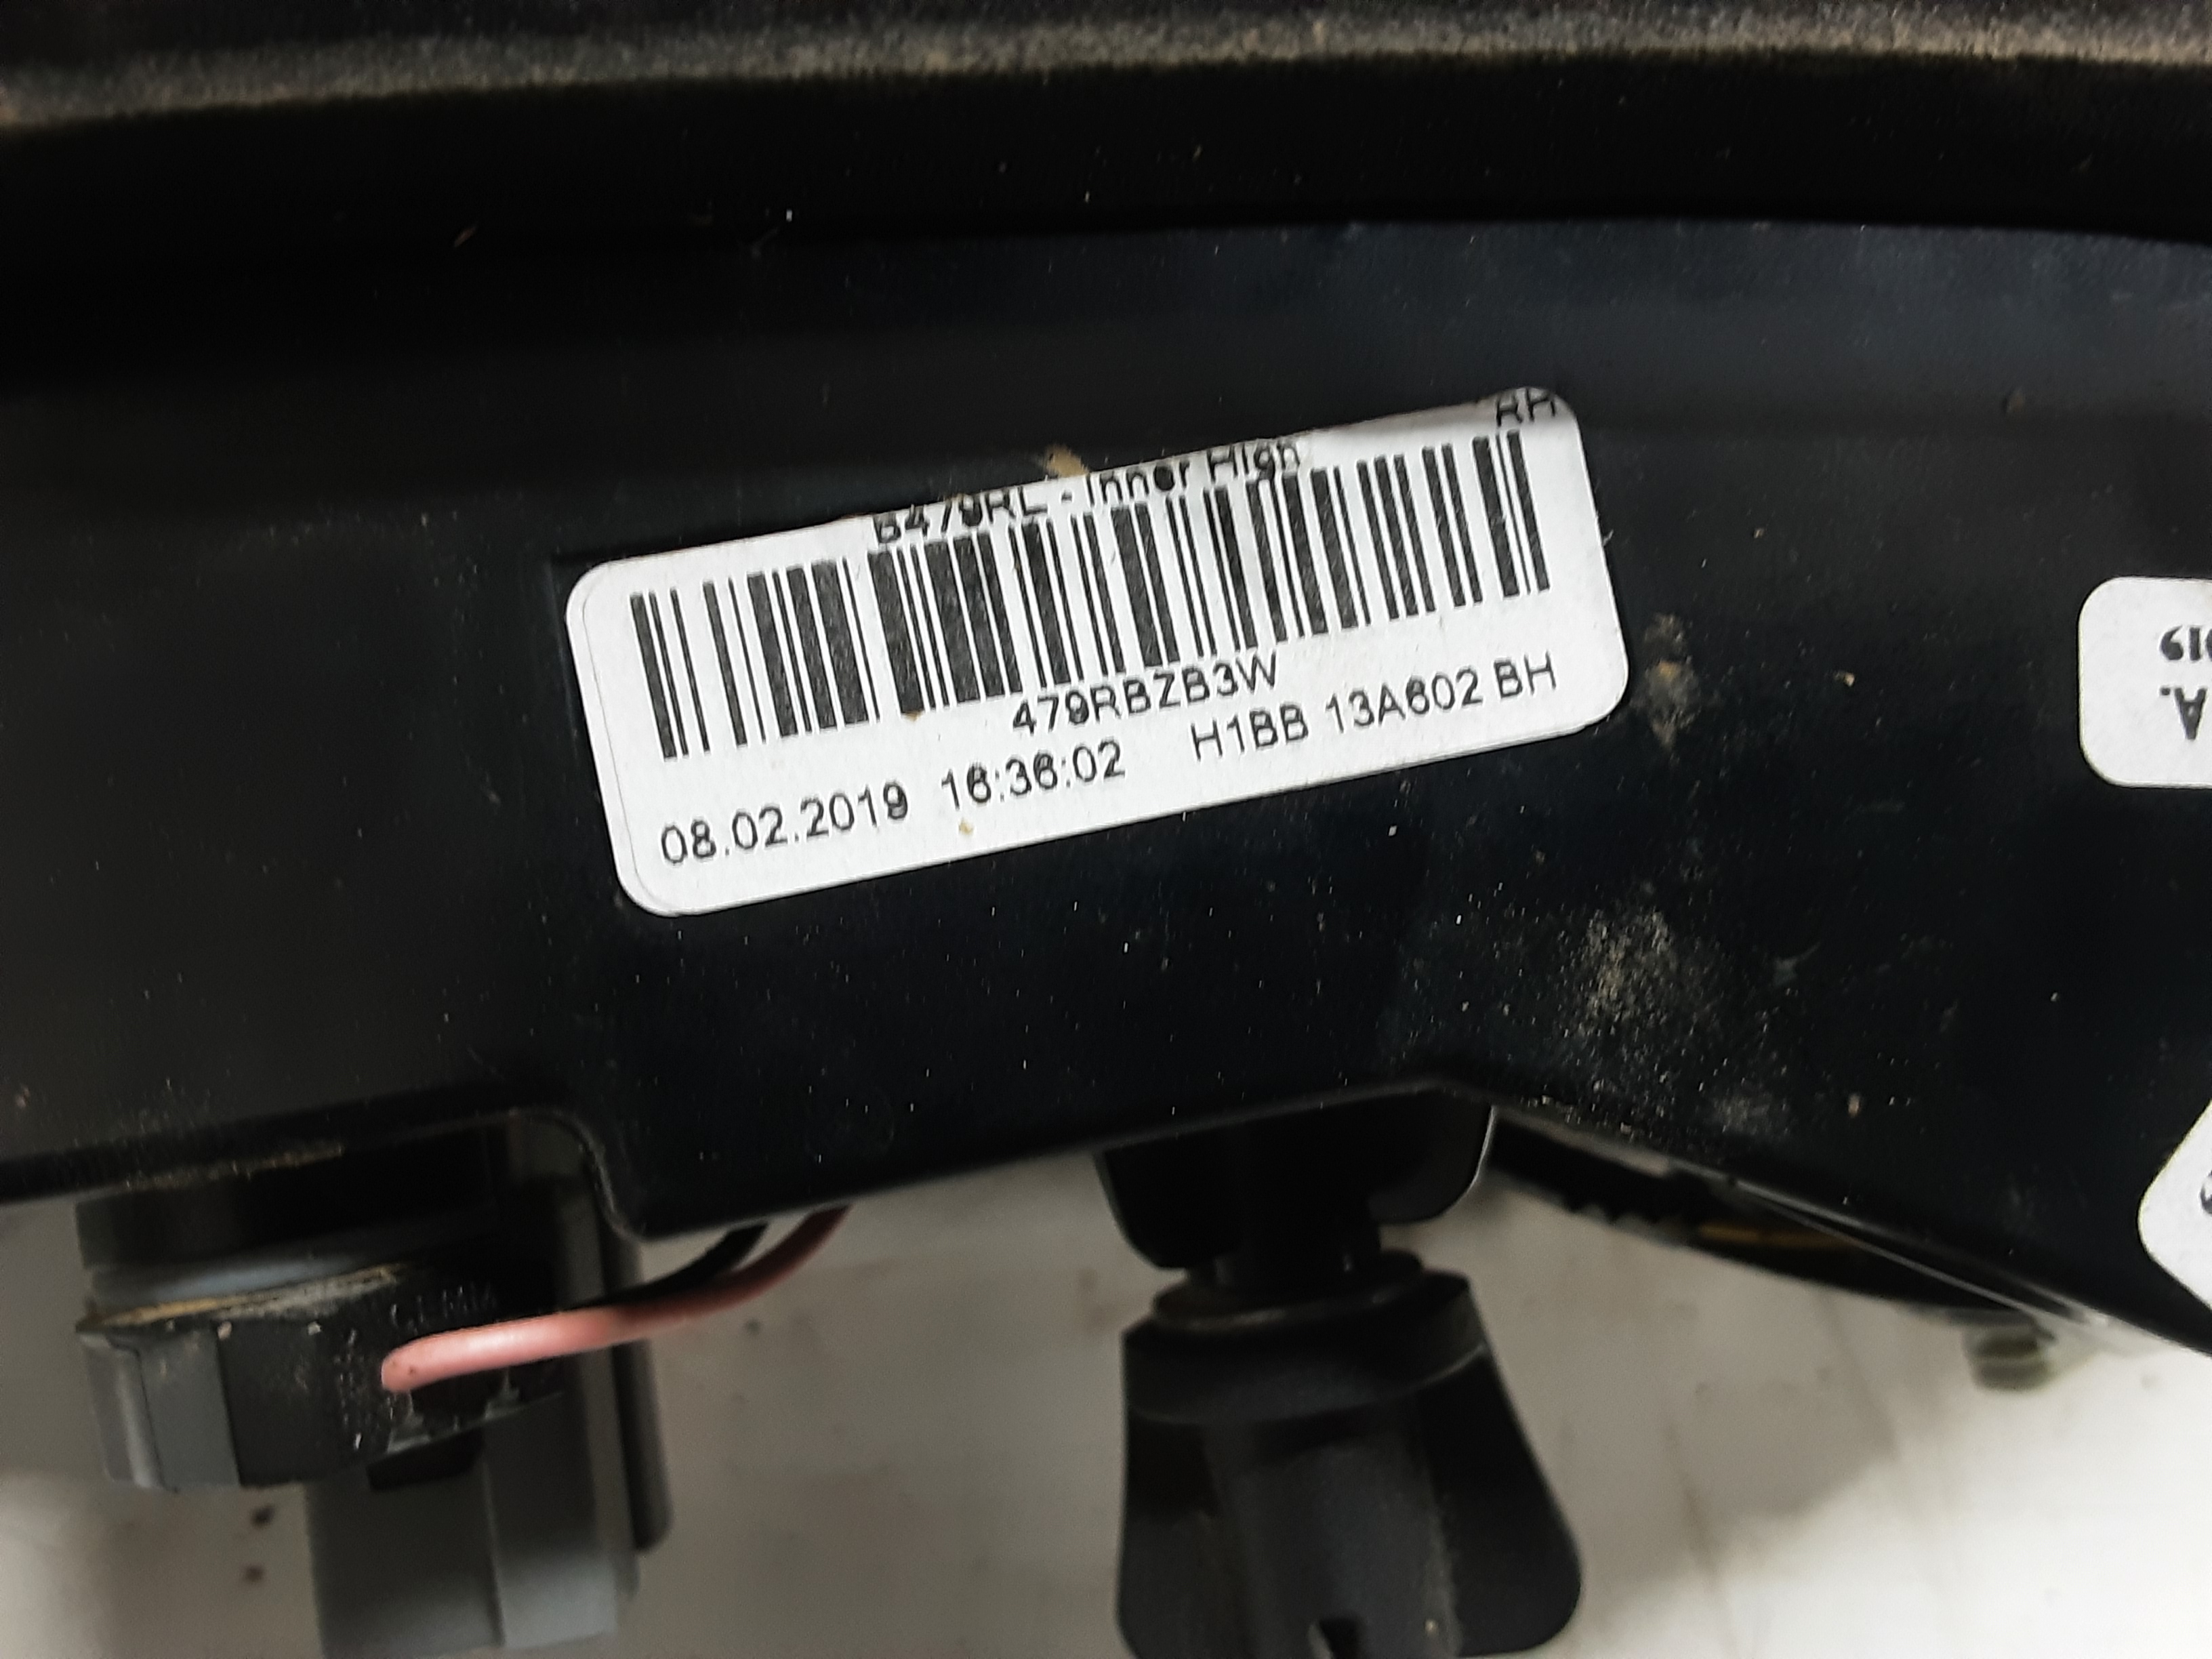 RH
B479RL - Inner High
479RBZB3W
08.02.2019 16:36:02 H1BB 13A602 BH
A.